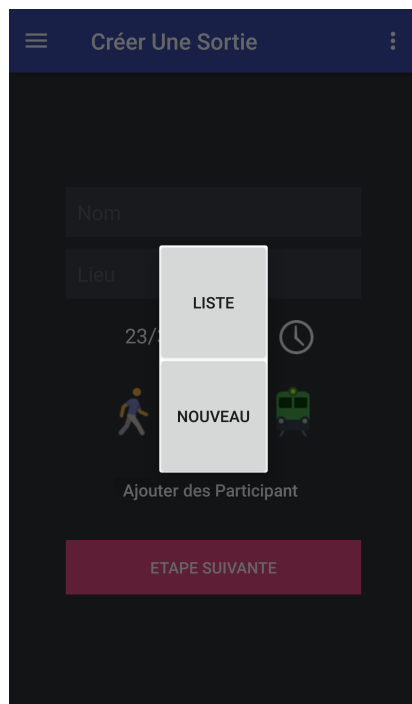 Créer Une Sortie
Nom
Lieu
LISTE
23/
NOUVEAU
Ajouter des Participant
ETAPE SUIVANTE